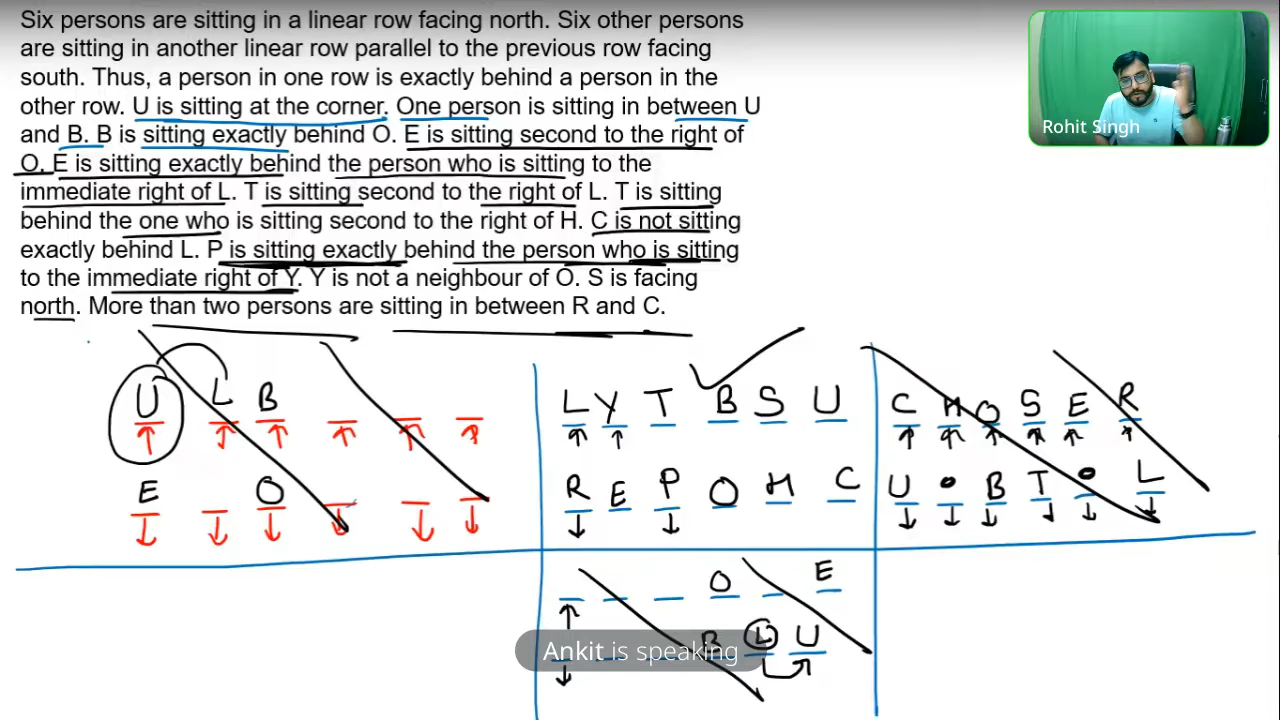 Six persons are sitting in a linear row facing north. Six other persons
are sitting in another linear row parallel to the previous row facing
south. Thus, a person in one row is exactly behind a person in the
other row. U is sitting at the corner. One person is sitting in between U
and B. B is sitting exactly behind O. E is sitting second to the right of
O. E is sitting exactly behind the person who is sitting to the
immediate right of L. T is sitting second to the right of L. T is sitting
behind the one who is sitting second to the right of H. C is not sitting
exactly behind L. P is sitting exactly behind the person who is sitting
to the immediate right of Y. Y is not a neighbour of O. S is facing
north. More than two persons are sitting in between R and C.
Rohit Singh
U L B
E O
L Y T B S U
R E P O H C
C H O S E R
U B T L
O E
B L U
Ankit is speaking